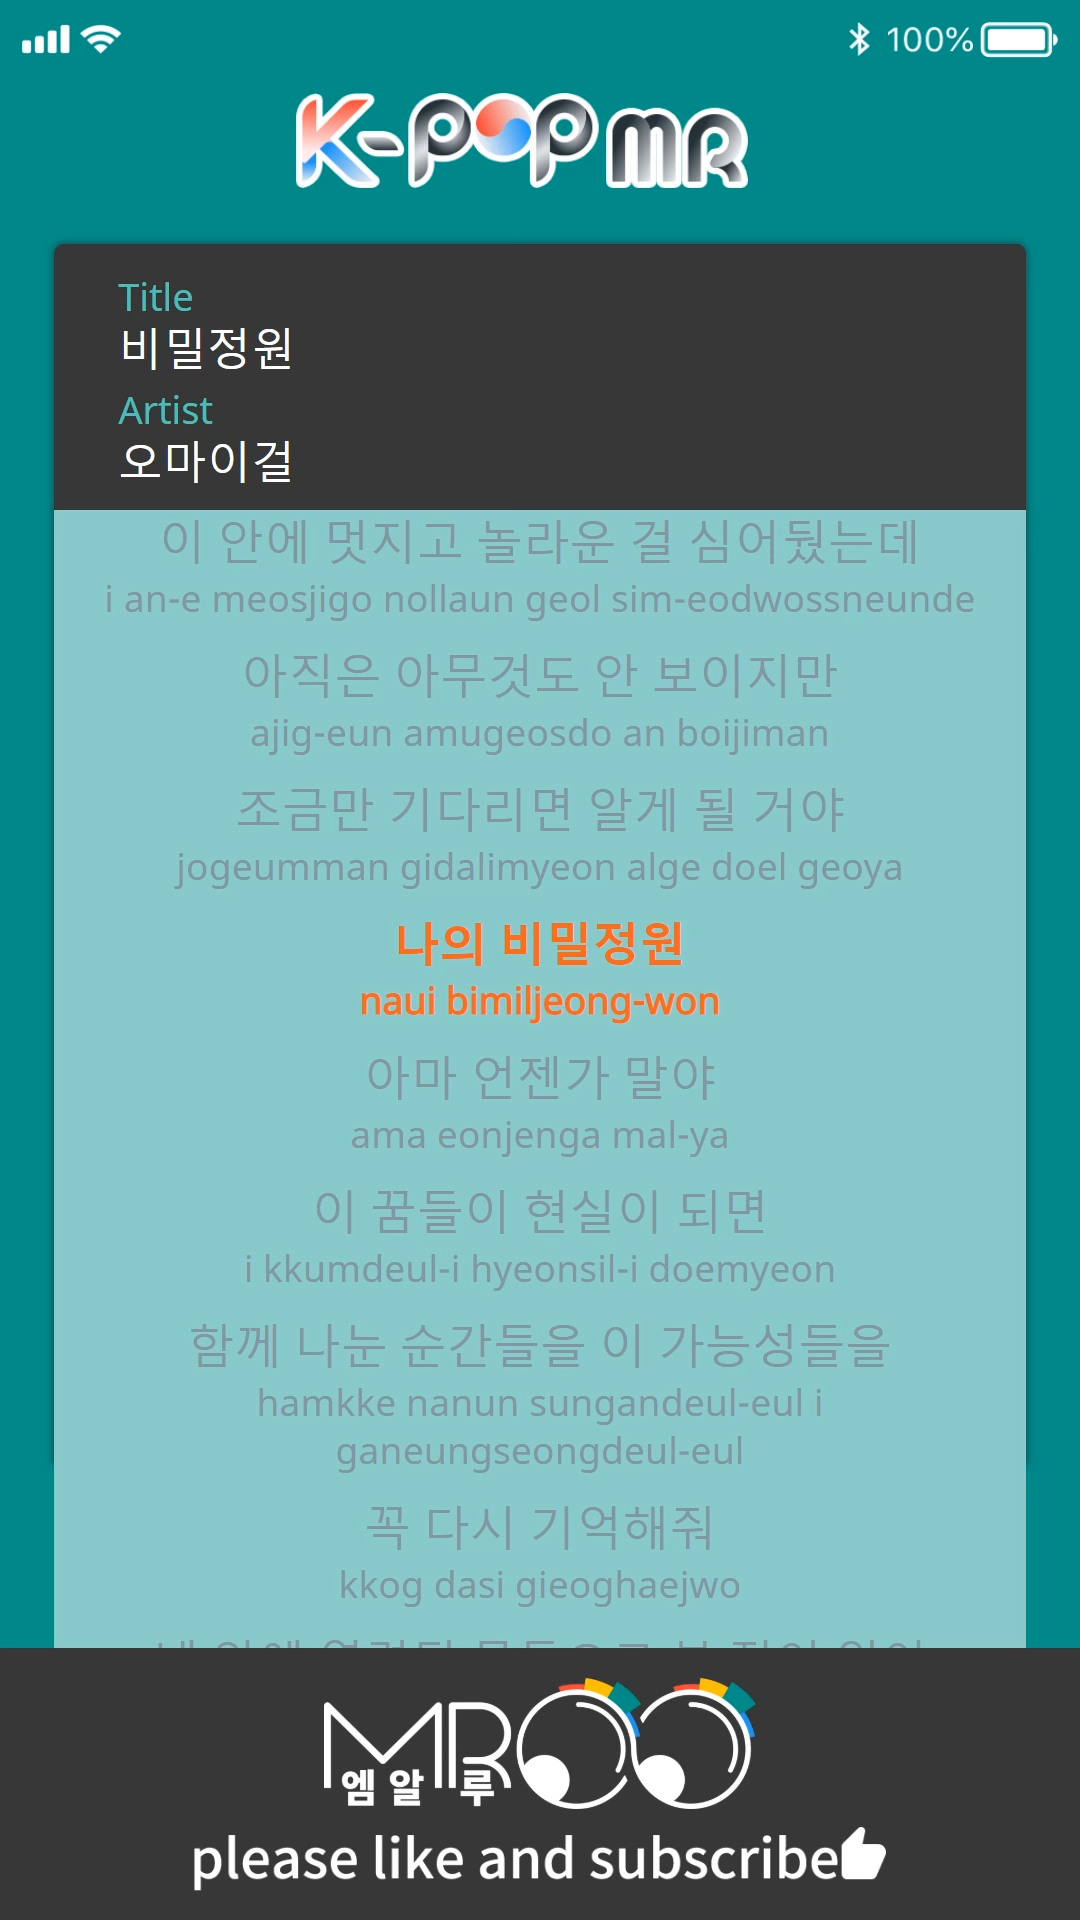 100%
K-POP MR
Title
비밀정원
Artist
오마이걸
이 안에 멋지고 놀라운 걸 심어뒀는데
i an-e meosjigo nollaun geol sim-eodwossneunde
아직은 아무것도 안 보이지만
ajig-eun amugeosdo an boijiman
조금만 기다리면 알게 될 거야
jogeumman gidalimyeon alge doel geoya
나의 비밀정원
naui bimiljeong-won
아마 언젠가 말야
ama eonjenga mal-ya
이 꿈들이 현실이 되면
i kkumdeul-i hyeonsil-i doemyeon
함께 나눈 순간들을 이 가능성들을
hamkke nanun sungandeul-eul i
ganeungseongdeul-eul
꼭 다시 기억해줘
kkog dasi gieoghaejwo
MROO
엠알루
please like and subscribe